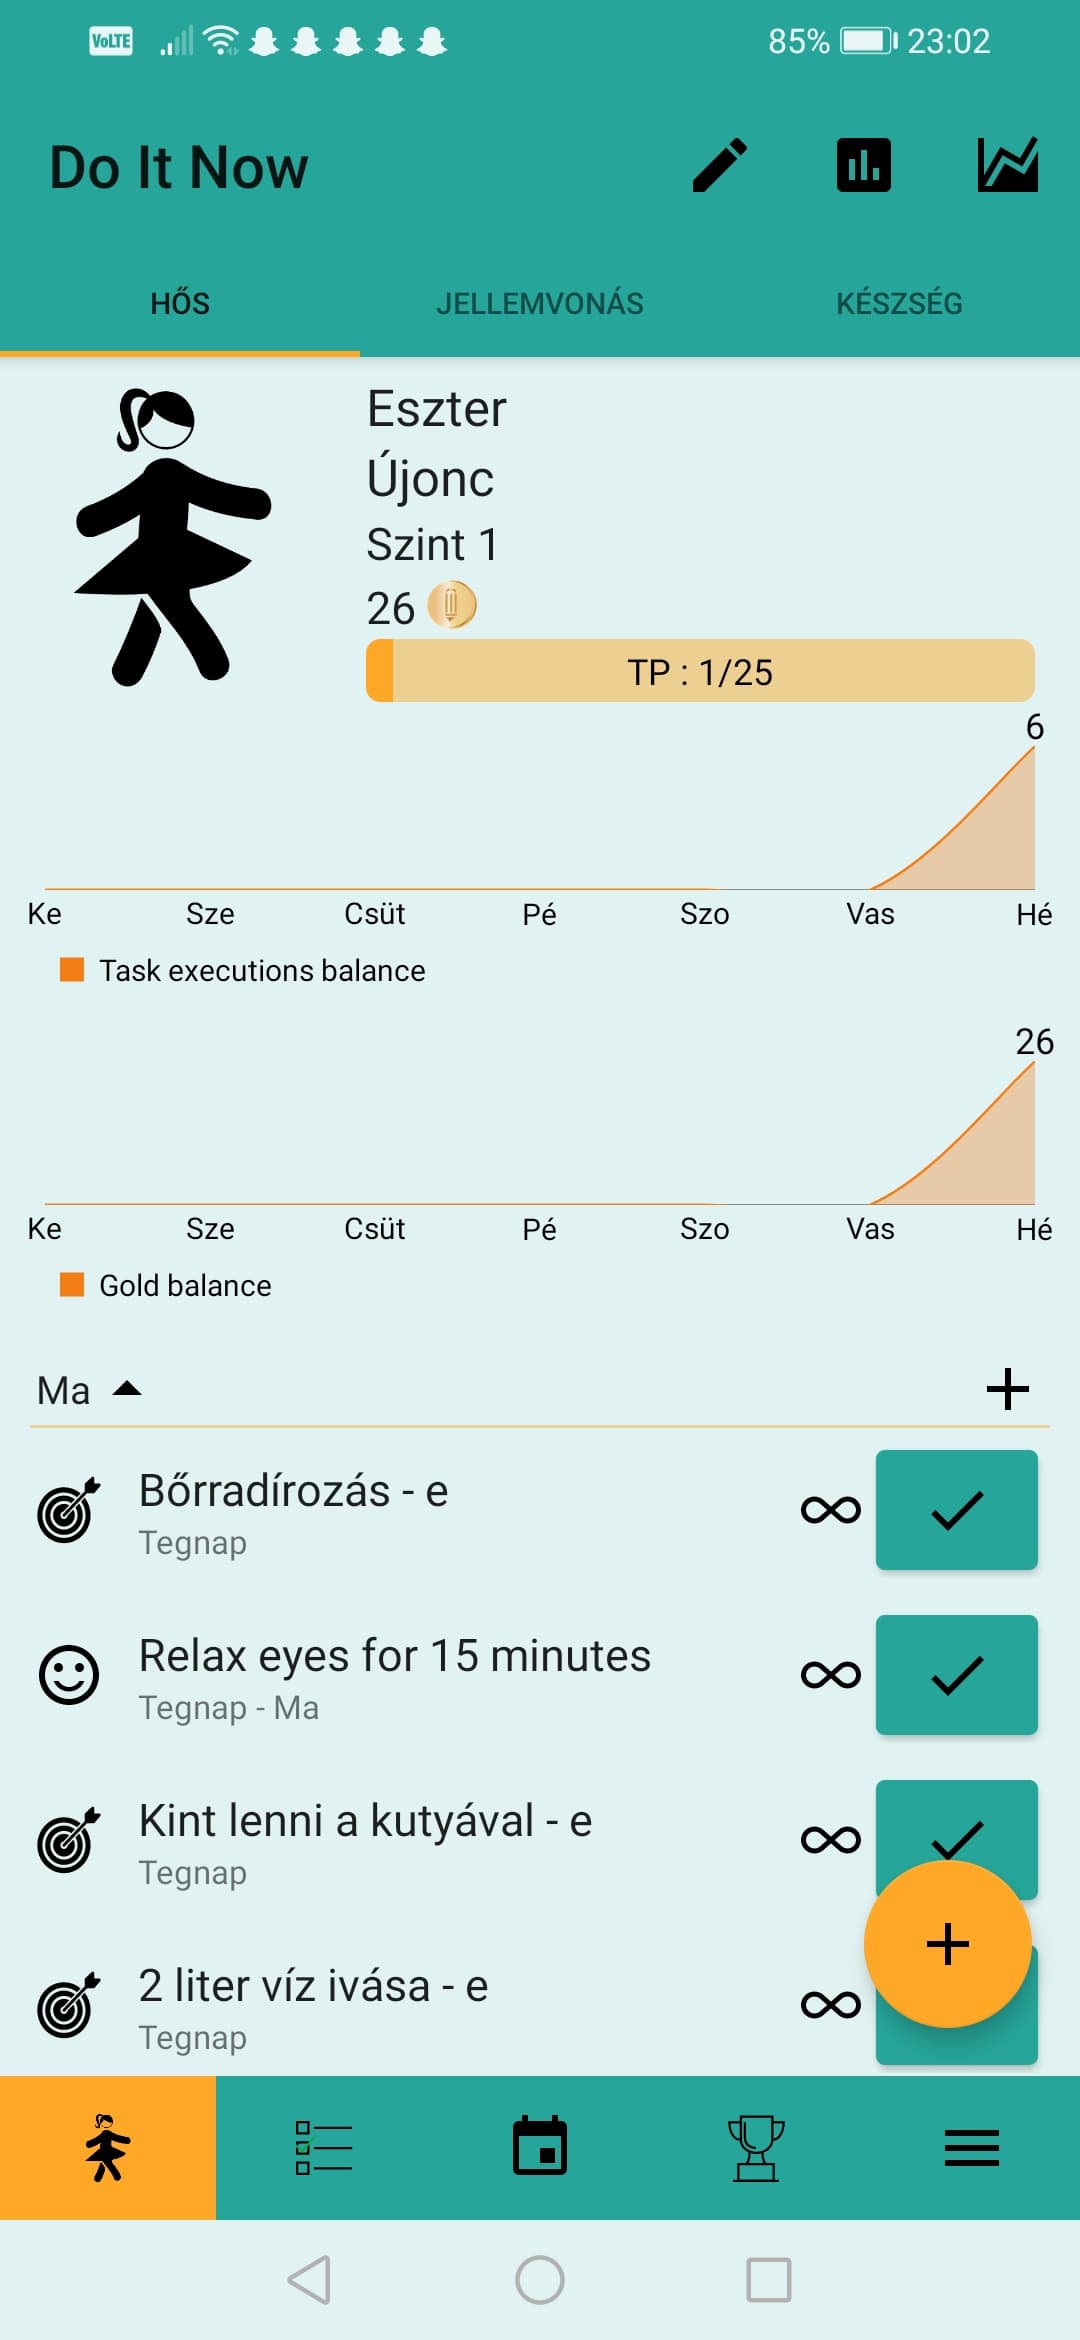 VoLTE 85% 23:02
Do It Now
HŐS JELLEMVONÁS KÉSZSÉG
Eszter
Újonc
Szint 1
26
TP : 1/25
6
Ke Sze Csüt Pé Szo Vas Hé
Task executions balance
26
Ke Sze Csüt Pé Szo Vas Hé
Gold balance
Ma
Bőrradírozás - e
Tegnap
Relax eyes for 15 minutes
Tegnap - Ma
Kint lenni a kutyával - e
Tegnap
2 liter víz ivása - e
Tegnap